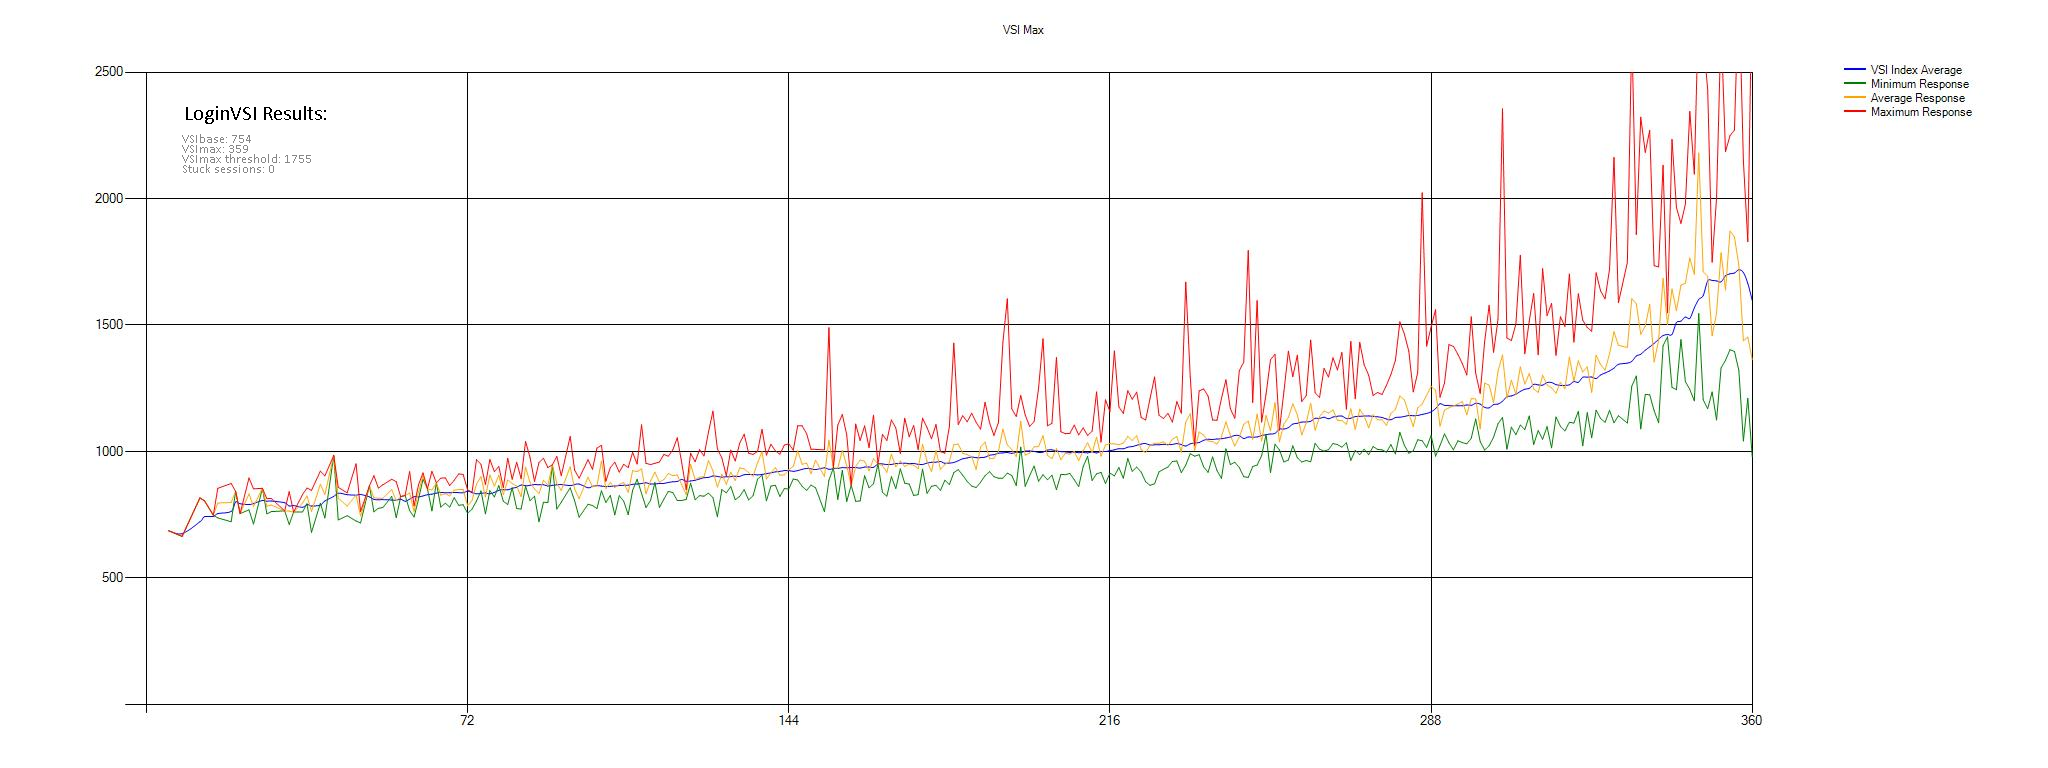 VSI Max
2500
2000
1500
1000
500
LoginVSI Results:
VSIbase: 754
VSImax: 359
VSImax threshold: 1755
Stuck sessions: 0
VSI Index Average
Minimum Response
Average Response
Maximum Response
72
144
216
288
360